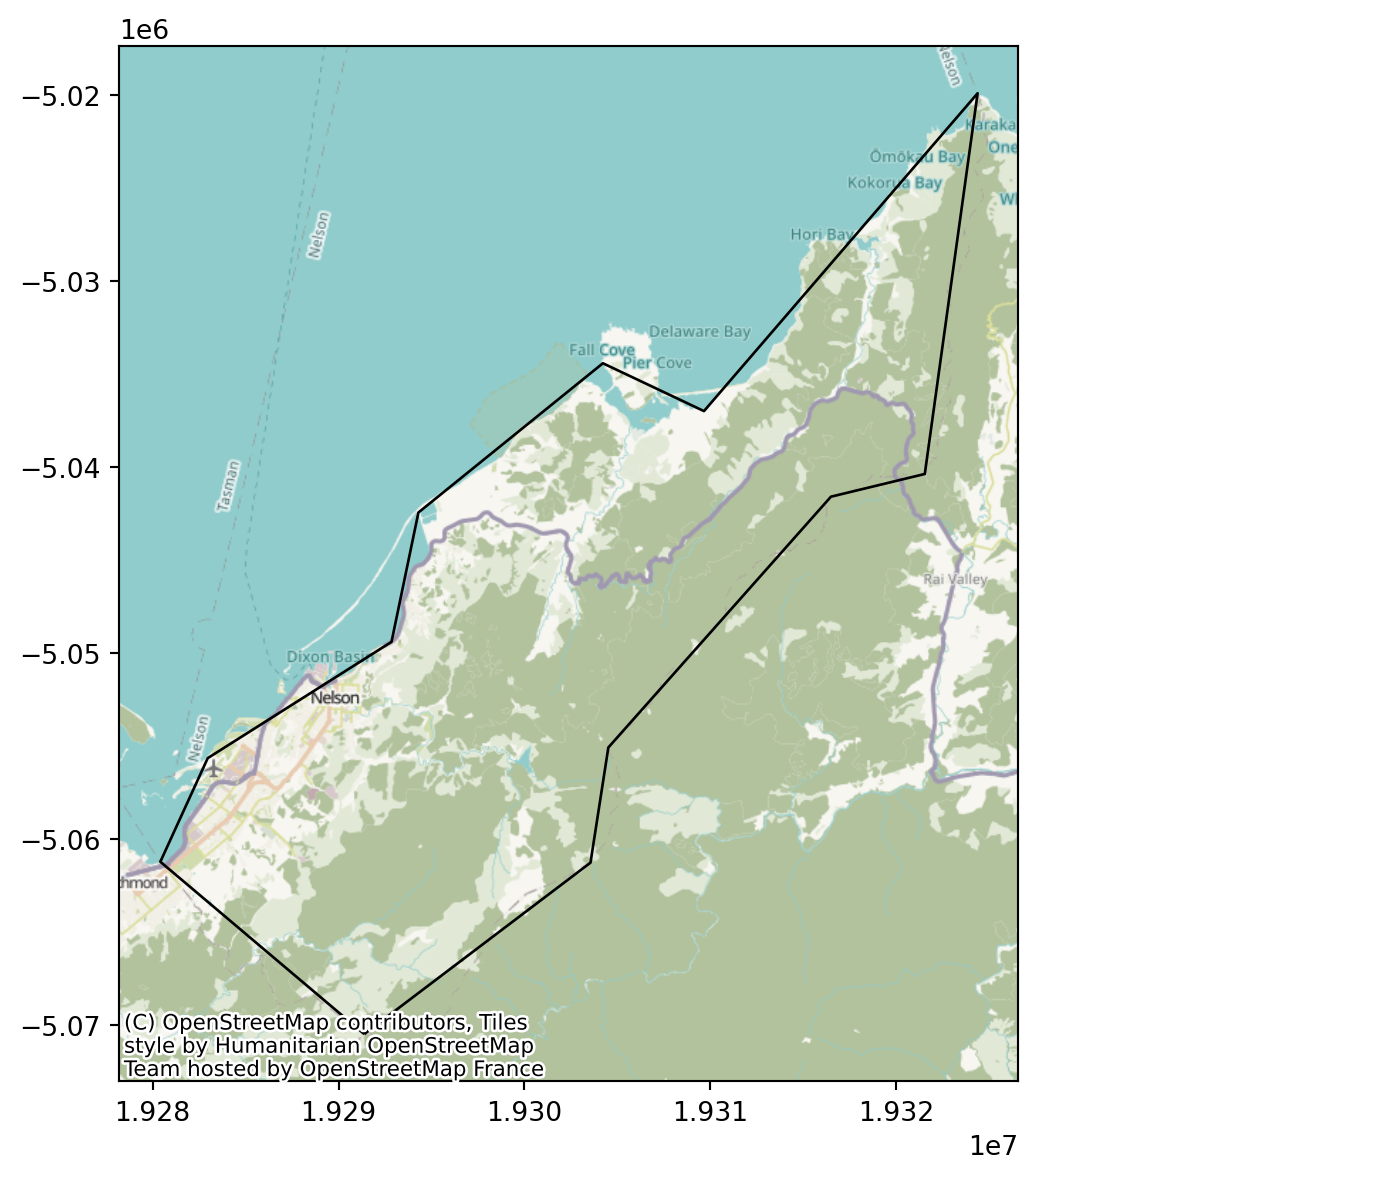 1e6
−5.02
−5.03
−5.04
−5.05
−5.06
−5.07
Nelson
Karaka
Ōmōkau Bay
One
Kokorua Bay
Hori Bay
Nelson
Delaware Bay
Fall Cove
Pier Cove
Tasman
Rai Valley
Dixon Basin
Nelson
Nelson
hmond
(C) OpenStreetMap contributors, Tiles
style by Humanitarian OpenStreetMap
Team hosted by OpenStreetMap France
1.928 1.929 1.930 1.931 1.932
1e7